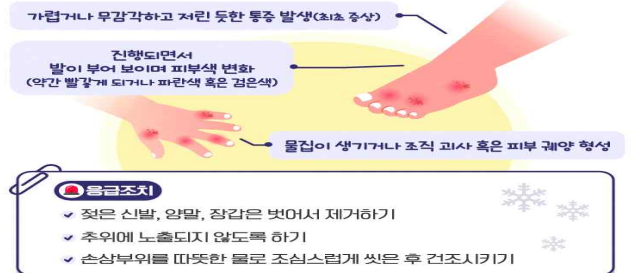 가렵거나 무감각하고 저린 듯한 통증 발생(최초 증상)
진행되면서
발이 부어 보이며 피부색 변화
(약간 빨갛게 되거나 파란색 혹은 검은색)
물집이 생기거나 조직 괴사 혹은 피부 궤양 형성
응급조치
젖은 신발, 양말, 장갑은 벗어서 제거하기
추위에 노출되지 않도록 하기
손상부위를 따뜻한 물로 조심스럽게 씻은 후 건조시키기